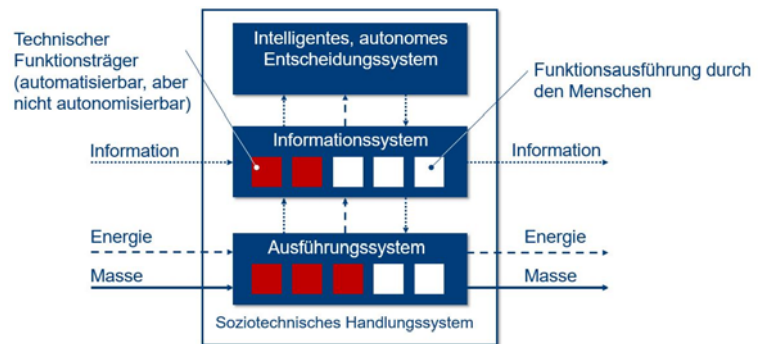 Technischer
Funktionsträger
(automatisierbar, aber
nicht autonomisierbar)
Intelligentes, autonomes
Entscheidungssystem
Funktionsausführung durch
den Menschen
Information
Informationssystem
Information
Energie
Ausführungssystem
Energie
Masse
Masse
Soziotechnisches Handlungssystem